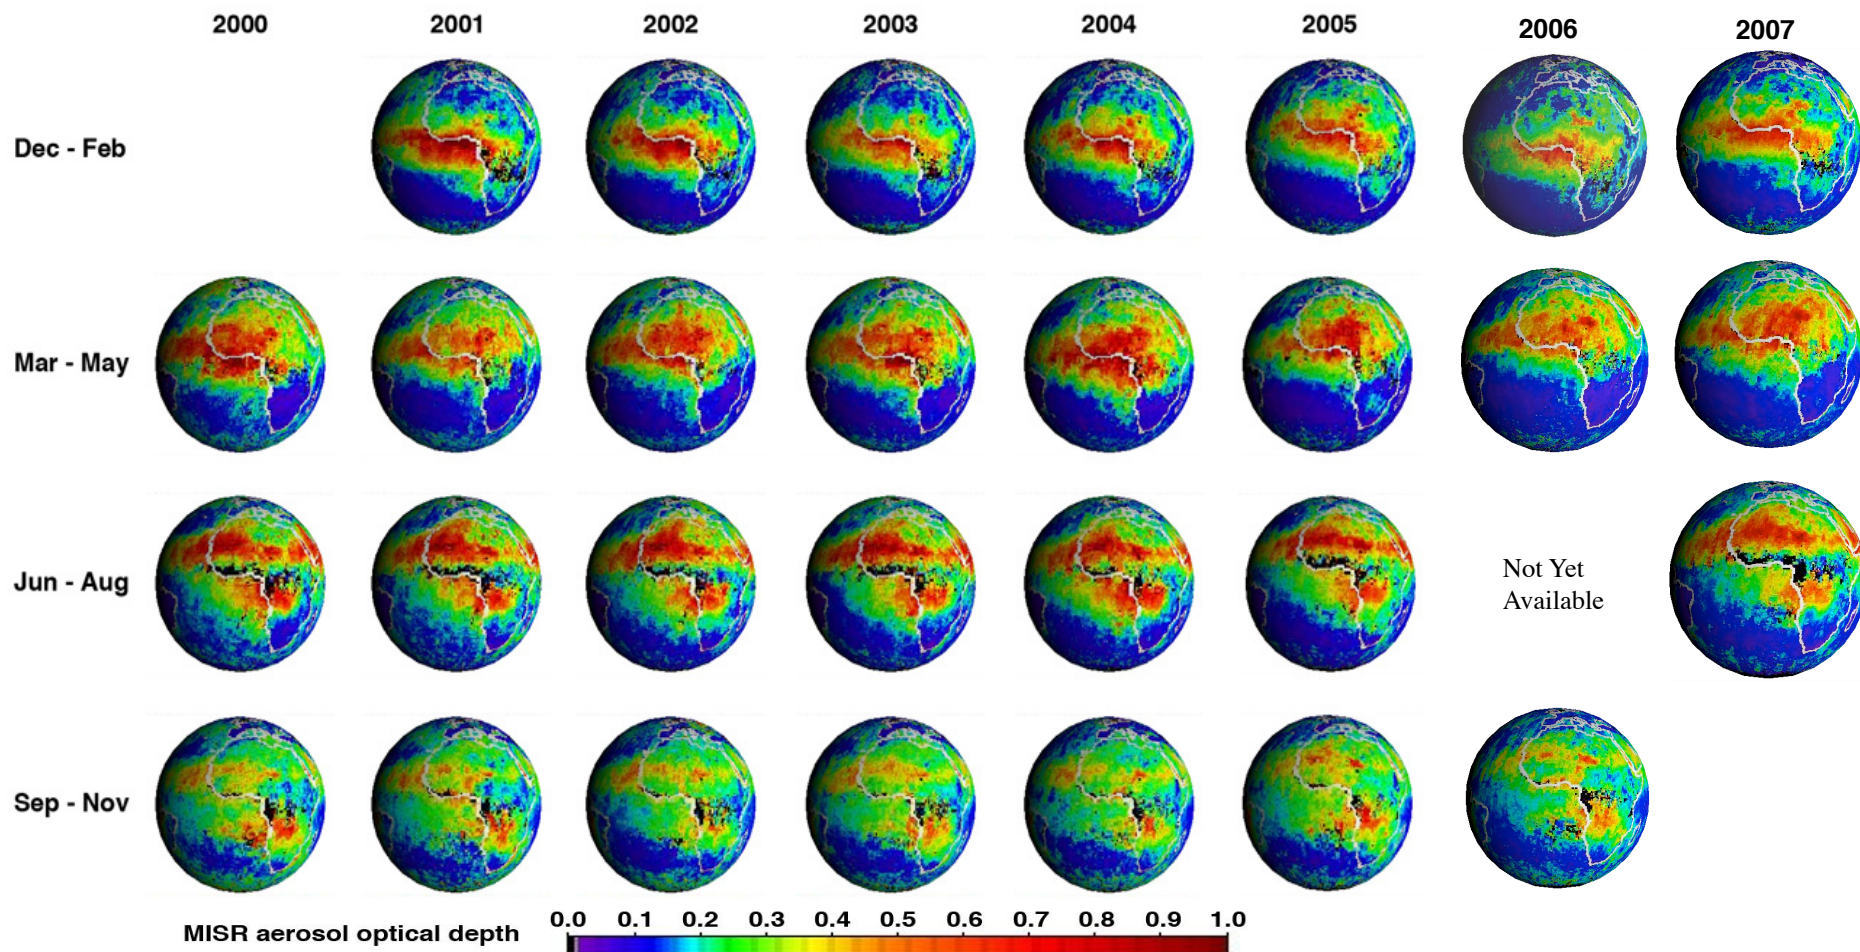 2000 2001 2002 2003 2004 2005 2006 2007
Dec - Feb
Mar - May
Jun - Aug
Not Yet
Available
Sep - Nov
0.0 0.1 0.2 0.3 0.4 0.5 0.6 0.7 0.8 0.9 1.0
MISR aerosol optical depth